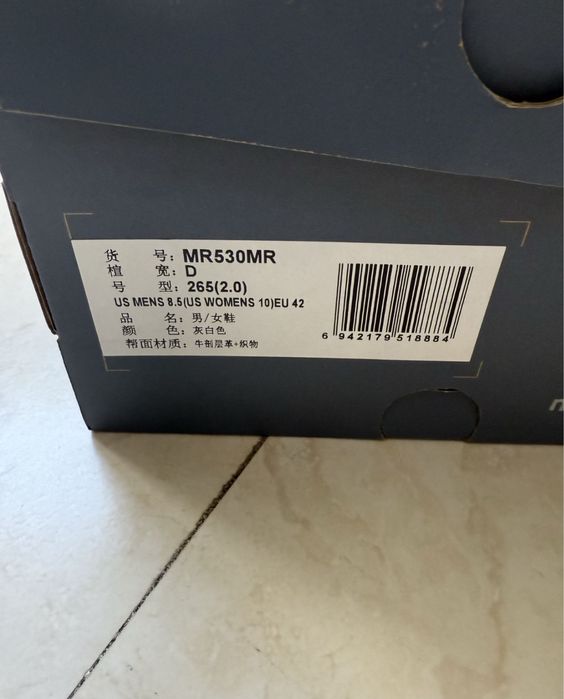 货 号: MR530MR
楦 宽: D
号 型: 265(2.0)
US MENS 8.5(US WOMENS 10)EU 42
品 名: 男/女鞋
颜 色: 灰白色
帮面材质: 牛剖层革+织物
6 942179 518884